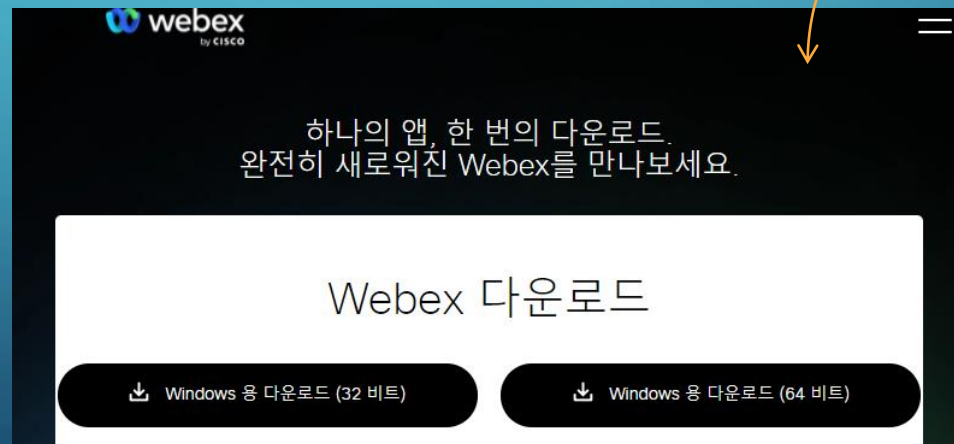 webex
by CISCO
하나의 앱, 한 번의 다운로드.
완전히 새로워진 Webex를 만나보세요.
Webex 다운로드
Windows 용 다운로드 (32 비트)
Windows 용 다운로드 (64 비트)